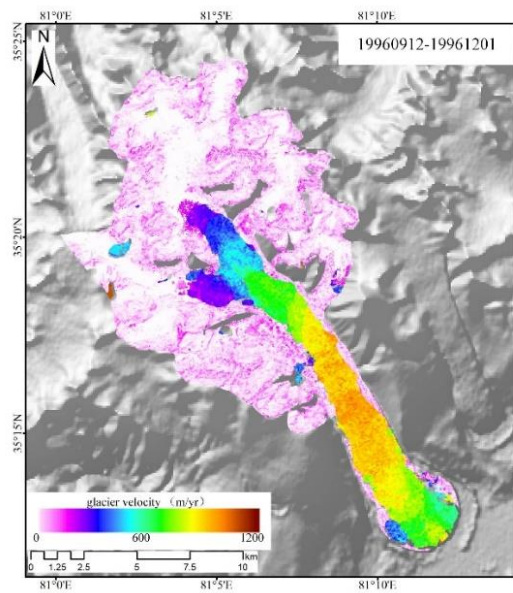 81°0'E 81°5'E 81°10'E
35°25'N
N
19960912-19961201
35°20'N
35°15'N
glacier velocity (m/yr)
0 600 1200
km
0 1.25 2.5 5 7.5 10
81°0'E 81°5'E 81°10'E